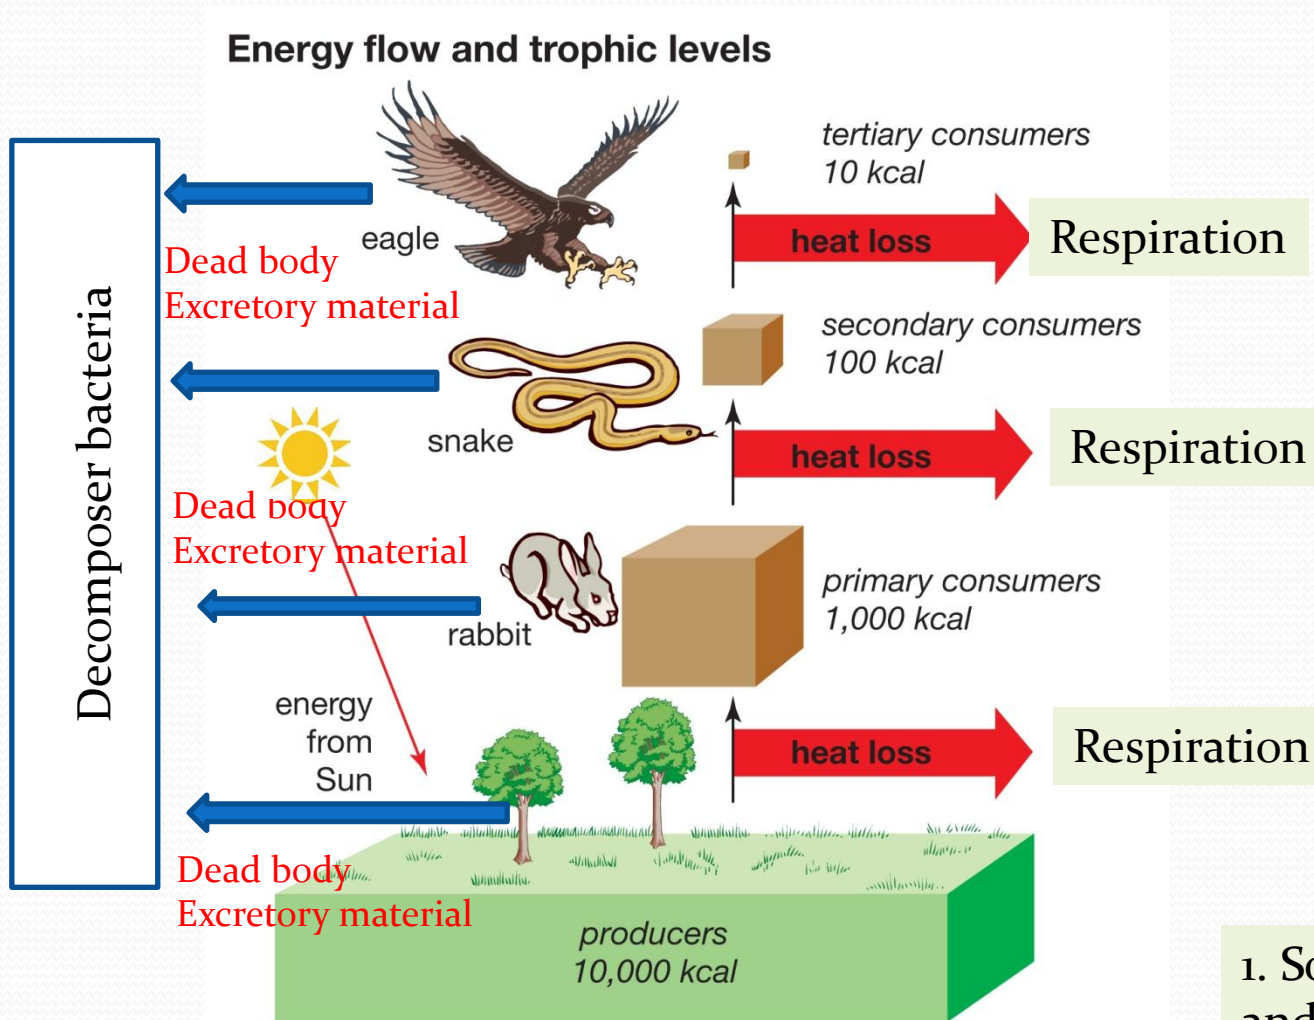 Energy flow and trophic levels
tertiary consumers
10 kcal
eagle
heat loss
Respiration
Dead body
Excretory material
Decomposer bacteria
secondary consumers
100 kcal
snake
heat loss
Respiration
Dead body
Excretory material
primary consumers
1,000 kcal
rabbit
energy
from
Sun
heat loss
Respiration
Dead body
Excretory material
producers
10,000 kcal
1.